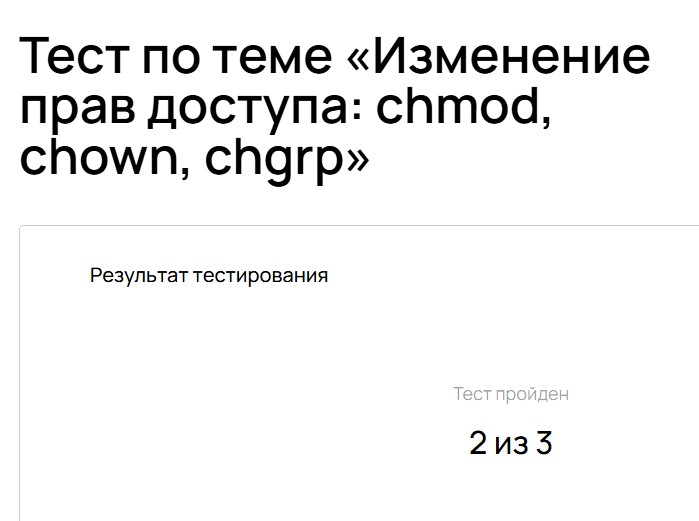 Тест по теме «Изменение
прав доступа: chmod,
chown, chgrp»
Результат тестирования
Тест пройден
2 из 3